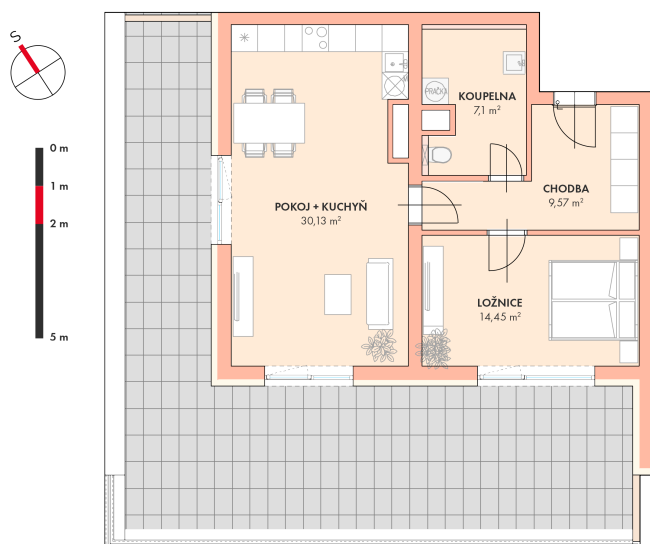 S
0 m
1 m
2 m
5 m
PRAČKA
KOUPELNA
7,1 m²
CHODBA
9,57 m²
POKOJ + KUCHYŇ
30,13 m²
LOŽNICE
14,45 m²